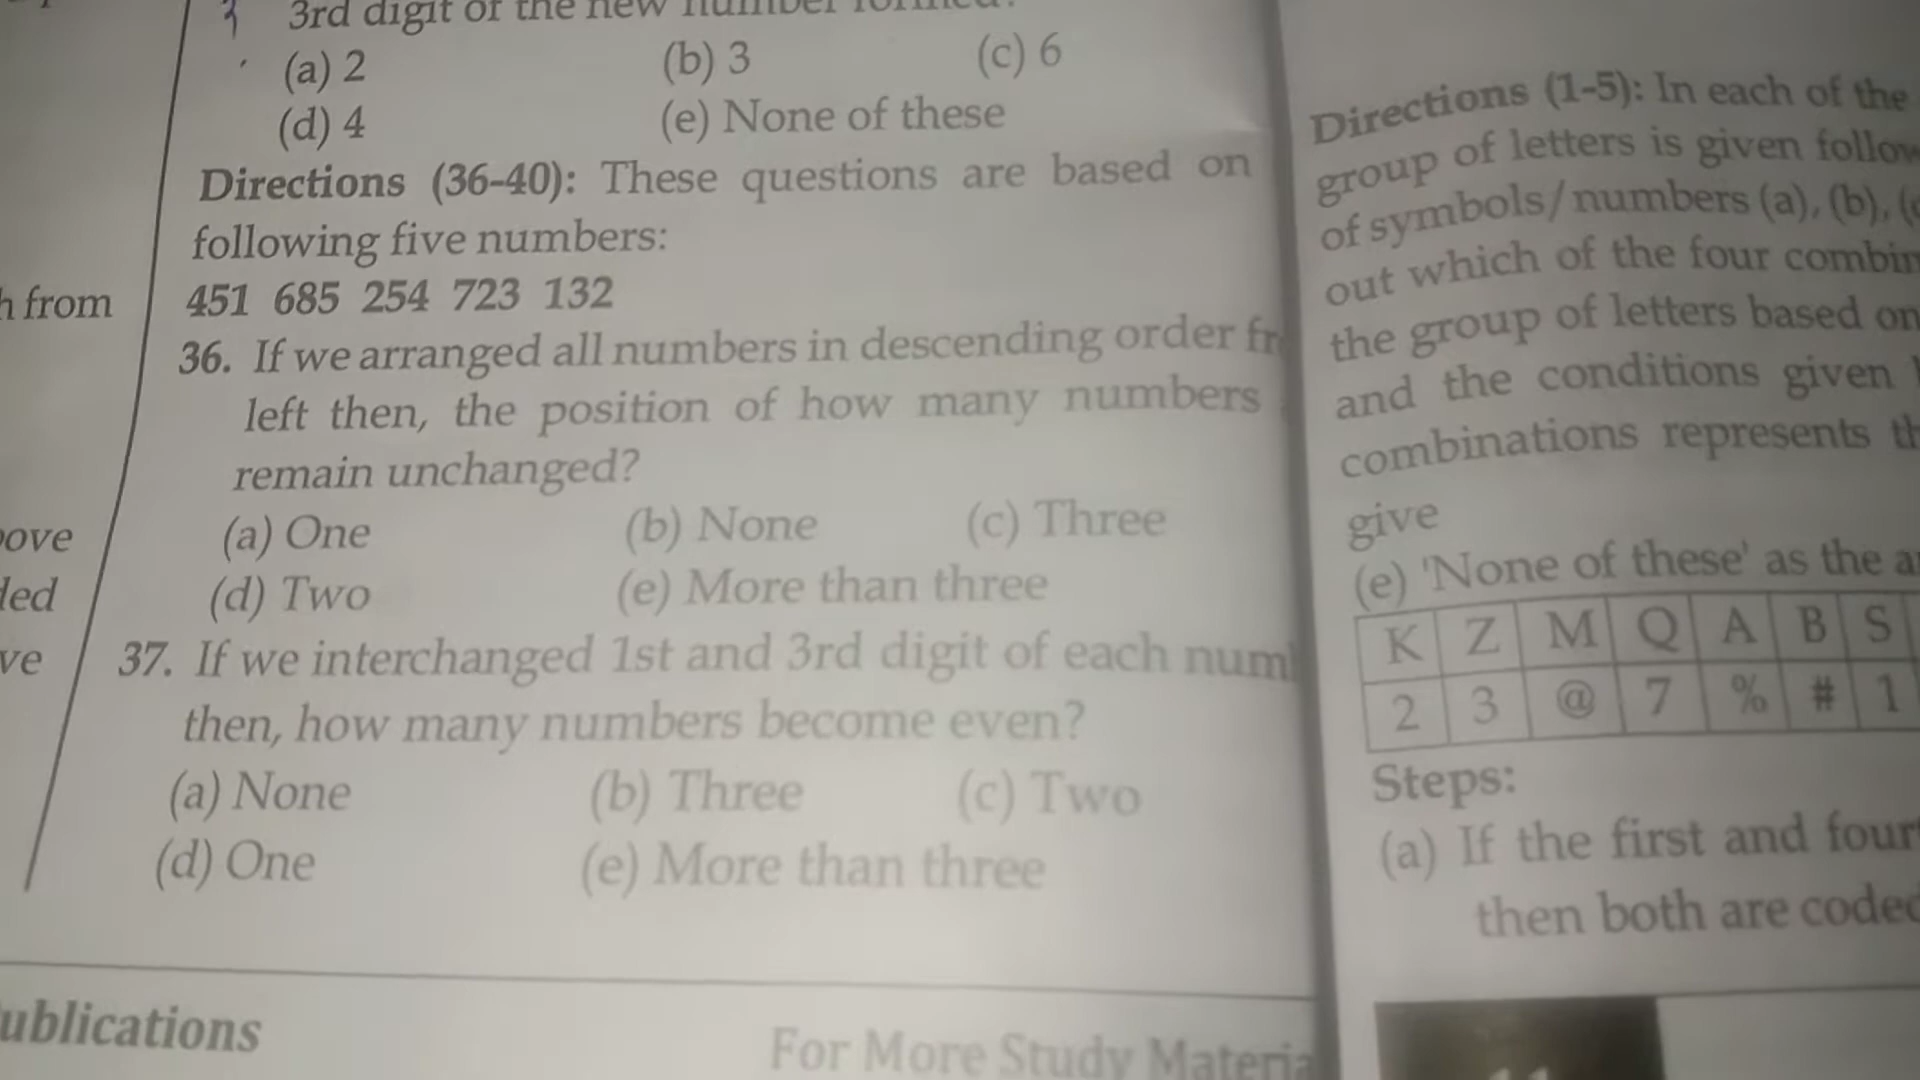 3rd digit of the new number formed?
(a) 2 (b) 3 (c) 6
(d) 4 (e) None of these
Directions (36-40): These questions are based on
following five numbers:
451 685 254 723 132
36. If we arranged all numbers in descending order fr
left then, the position of how many numbers
remain unchanged?
(a) One (b) None (c) Three
(d) Two (e) More than three
37. If we interchanged 1st and 3rd digit of each num
then, how many numbers become even?
(a) None (b) Three (c) Two
(d) One (e) More than three
ublications
For More Study Materia
from
ove
led
ve
Directions (1-5): In each of the
group of letters is given follow
of symbols/numbers (a), (b), (
out which of the four combin
the group of letters based on
and the conditions given
combinations represents th
give
(e) 'None of these' as the a
K Z M Q A B S
2 3 @ 7 % # 1
Steps:
(a) If the first and four
then both are coded